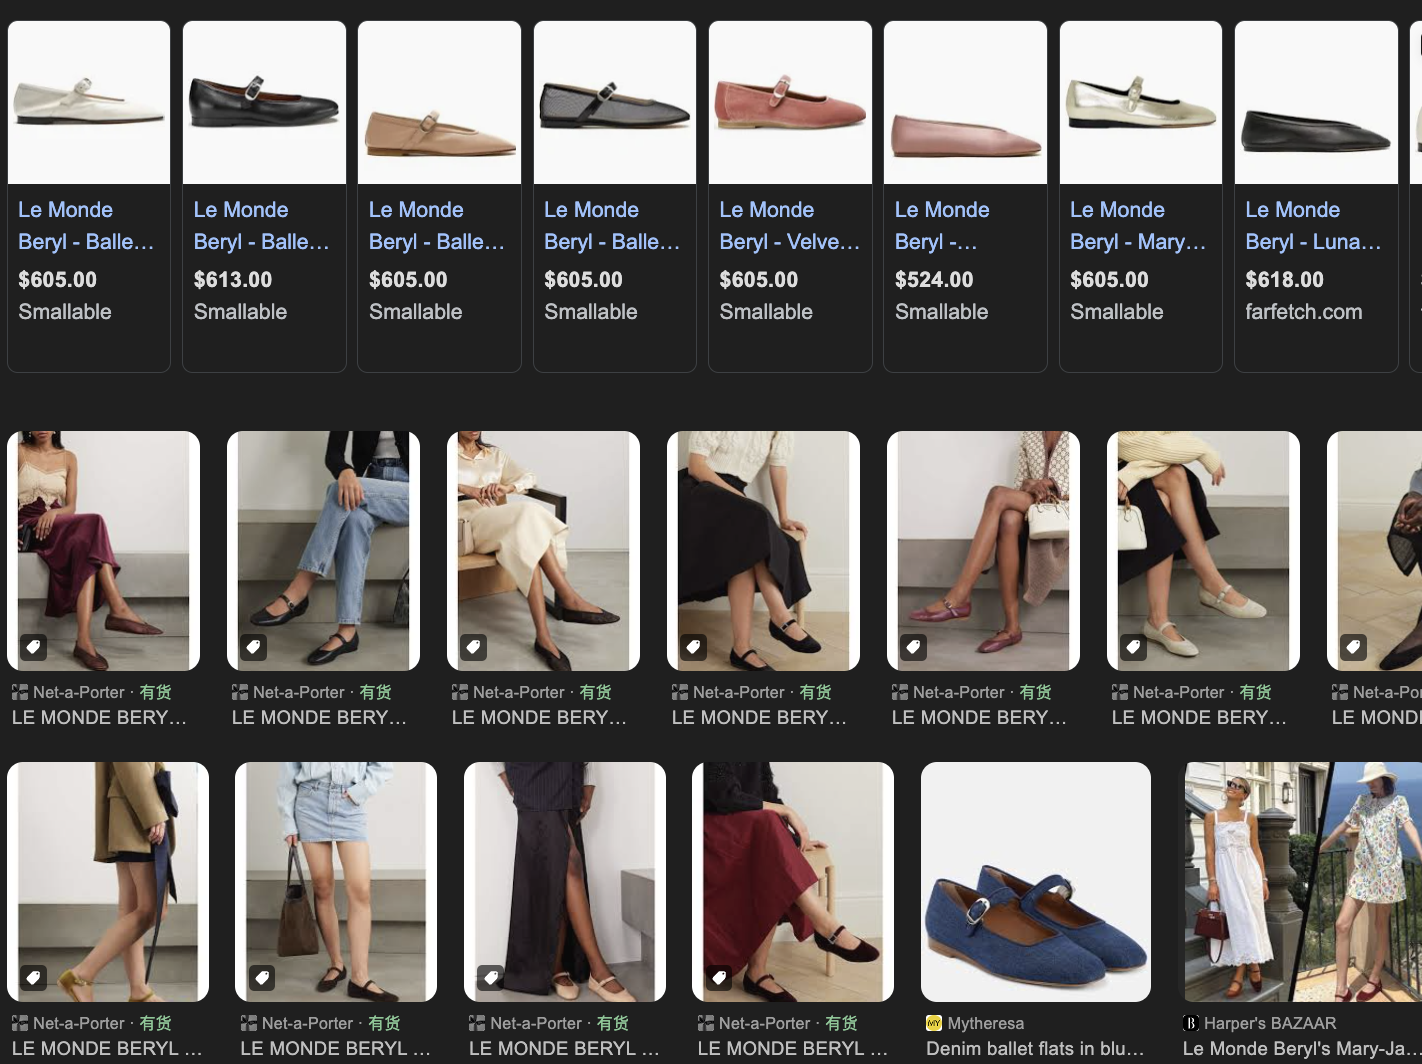 Le Monde
Beryl - Balle...
$605.00
Smallable
Le Monde
Beryl - Balle...
$613.00
Smallable
Le Monde
Beryl - Balle...
$605.00
Smallable
Le Monde
Beryl - Balle...
$605.00
Smallable
Le Monde
Beryl - Velve...
$605.00
Smallable
Le Monde
Beryl -...
$524.00
Smallable
Le Monde
Beryl - Mary...
$605.00
Smallable
Le Monde
Beryl - Luna...
$618.00
farfetch.com
Net-a-Porter · 有货
LE MONDE BERY...
Net-a-Porter · 有货
LE MONDE BERY...
Net-a-Porter · 有货
LE MONDE BERY...
Net-a-Porter · 有货
LE MONDE BERY...
Net-a-Porter · 有货
LE MONDE BERY...
Net-a-Porter · 有货
LE MONDE BERY...
Net-a-Por
LE MOND
Net-a-Porter · 有货
LE MONDE BERYL ...
Net-a-Porter · 有货
LE MONDE BERYL ...
Net-a-Porter · 有货
LE MONDE BERYL ...
Net-a-Porter · 有货
LE MONDE BERYL ...
MY Mytheresa
Denim ballet flats in blu...
B Harper's BAZAAR
Le Monde Beryl's Mary-Ja...